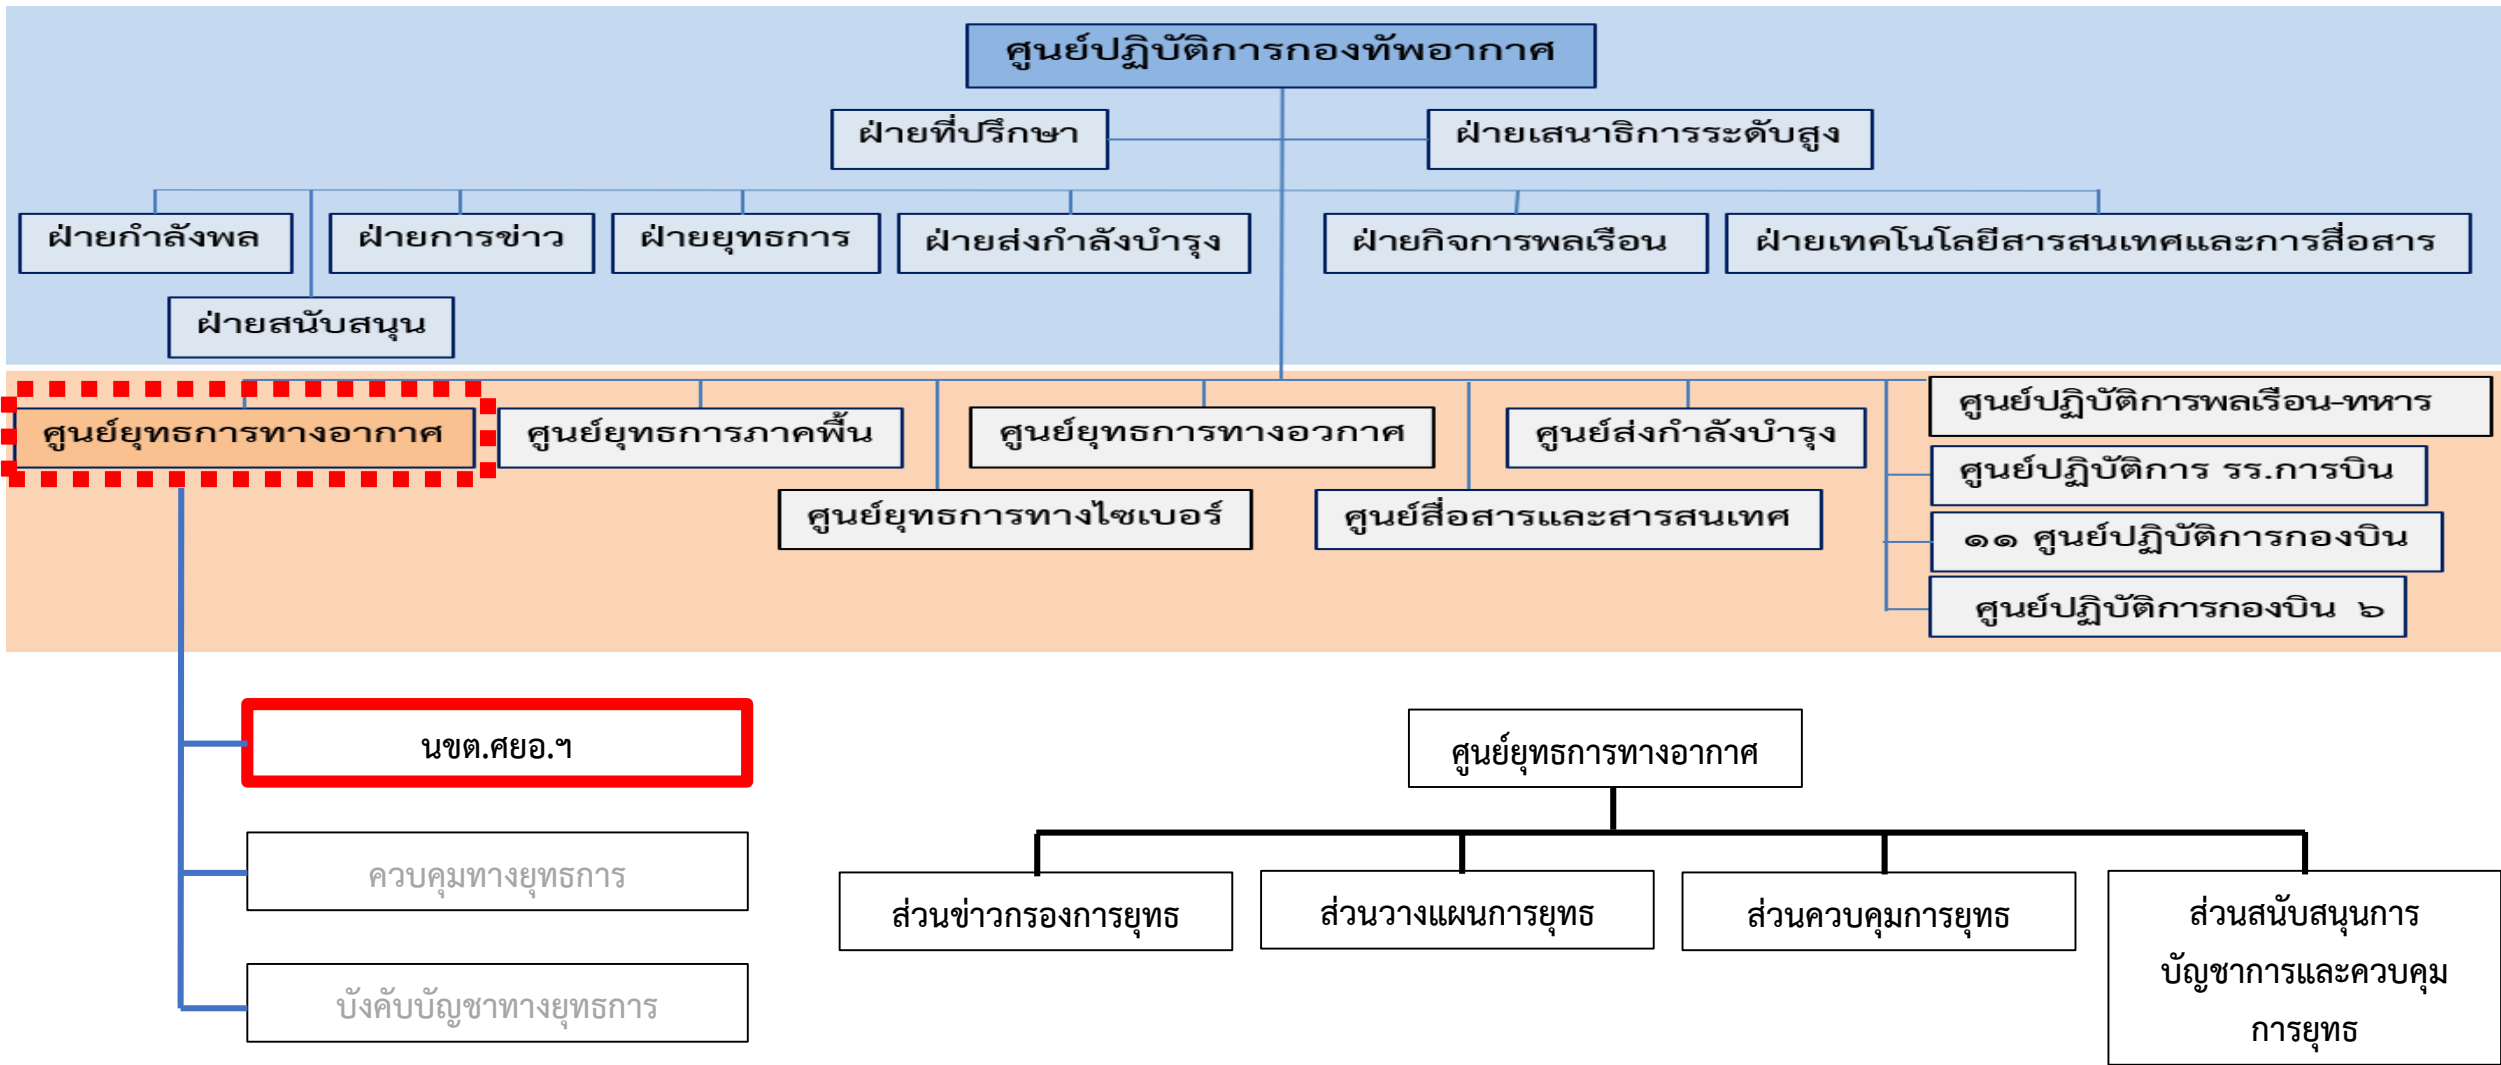 ศูนย์ปฏิบัติการกองทัพอากาศ
ฝ่ายที่ปรึกษา
ฝ่ายเสนาธิการระดับสูง
ฝ่ายกำลังพล
ฝ่ายการข่าว
ฝ่ายยุทธการ
ฝ่ายส่งกำลังบำรุง
ฝ่ายกิจการพลเรือน
ฝ่ายเทคโนโลยีสารสนเทศและการสื่อสาร
ฝ่ายสนับสนุน
ศูนย์ยุทธการทางอากาศ
ศูนย์ยุทธการภาคพื้น
ศูนย์ยุทธการทางอวกาศ
ศูนย์ส่งกำลังบำรุง
ศูนย์ปฏิบัติการพลเรือน-ทหาร
ศูนย์ปฏิบัติการ รร.การบิน
ศูนย์ยุทธการทางไซเบอร์
ศูนย์สื่อสารและสารสนเทศ
๑๑ ศูนย์ปฏิบัติการกองบิน
ศูนย์ปฏิบัติการกองบิน ๖
นขต.ศยอ.ฯ
ควบคุมทางยุทธการ
บังคับบัญชาทางยุทธการ
ศูนย์ยุทธการทางอากาศ
ส่วนข่าวกรองการยุทธ
ส่วนวางแผนการยุทธ
ส่วนควบคุมการยุทธ
ส่วนสนับสนุนการ
บัญชาการและควบคุม
การยุทธ